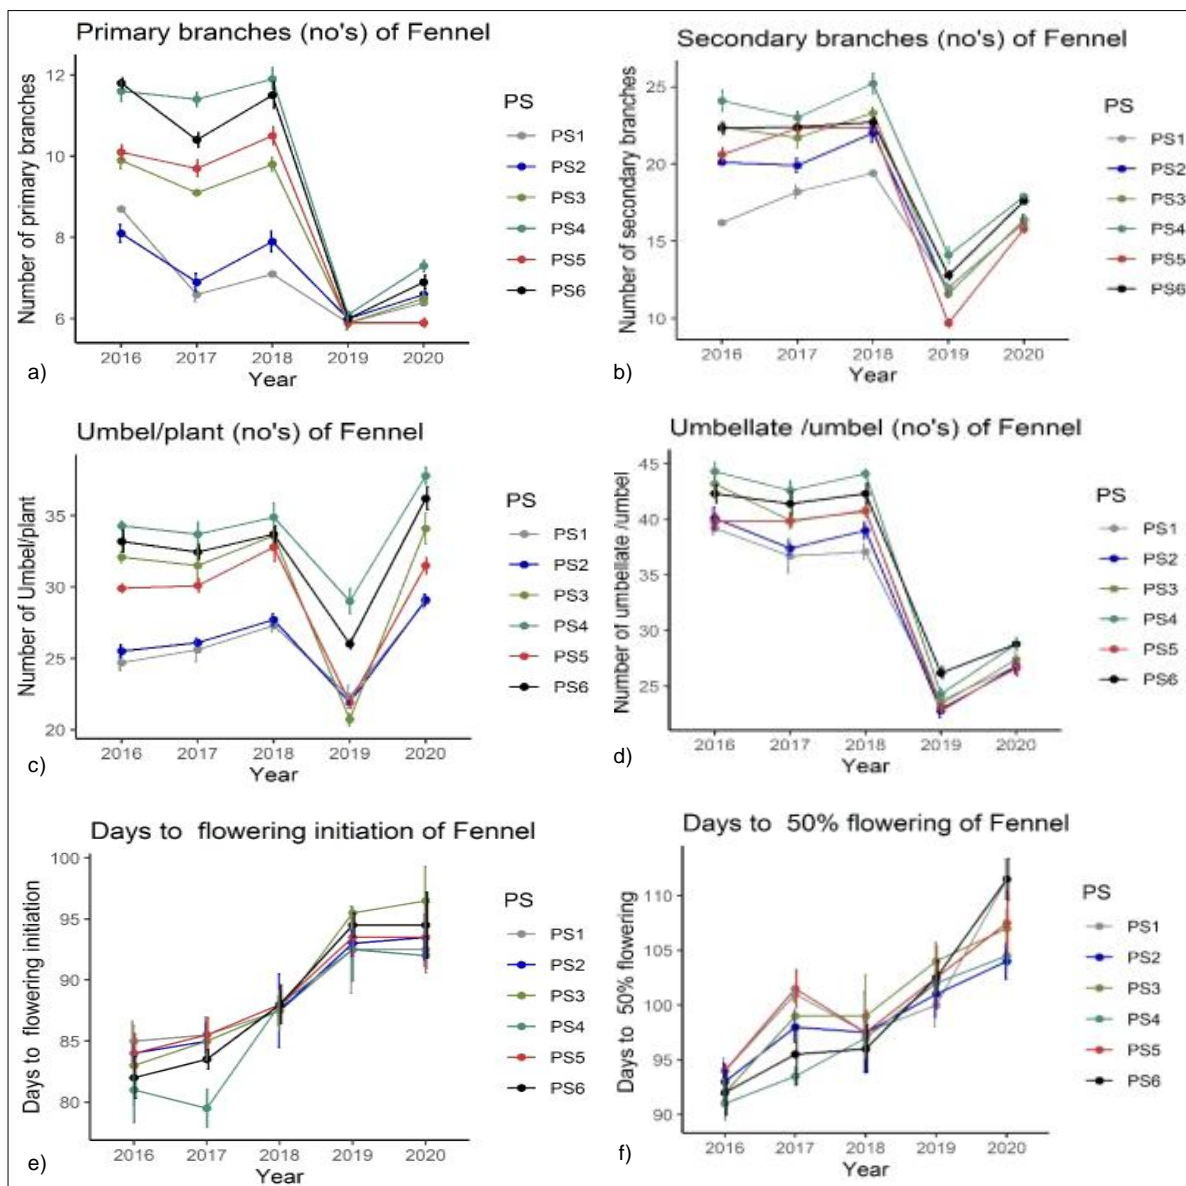 Primary branches (no's) of Fennel
Number of primary branches
12
10
8
6
2016 2017 2018 2019 2020
Year
PS
PS1
PS2
PS3
PS4
PS5
PS6
a)
Secondary branches (no's) of Fennel
Number of secondary branches
25
20
15
10
2016 2017 2018 2019 2020
Year
PS
PS1
PS2
PS3
PS4
PS5
PS6
b)
Umbel/plant (no's) of Fennel
Number of Umbel/plant
35
30
25
20
2016 2017 2018 2019 2020
Year
PS
PS1
PS2
PS3
PS4
PS5
PS6
c)
Umbellate /umbel (no's) of Fennel
Number of umbellate /umbel
45
40
35
30
25
2016 2017 2018 2019 2020
Year
PS
PS1
PS2
PS3
PS4
PS5
PS6
d)
Days to flowering initiation of Fennel
Days to flowering initiation
100
95
90
85
80
2016 2017 2018 2019 2020
Year
PS
PS1
PS2
PS3
PS4
PS5
PS6
e)
Days to 50% flowering of Fennel
Days to 50% flowering
110
105
100
95
90
2016 2017 2018 2019 2020
Year
PS
PS1
PS2
PS3
PS4
PS5
PS6
f)